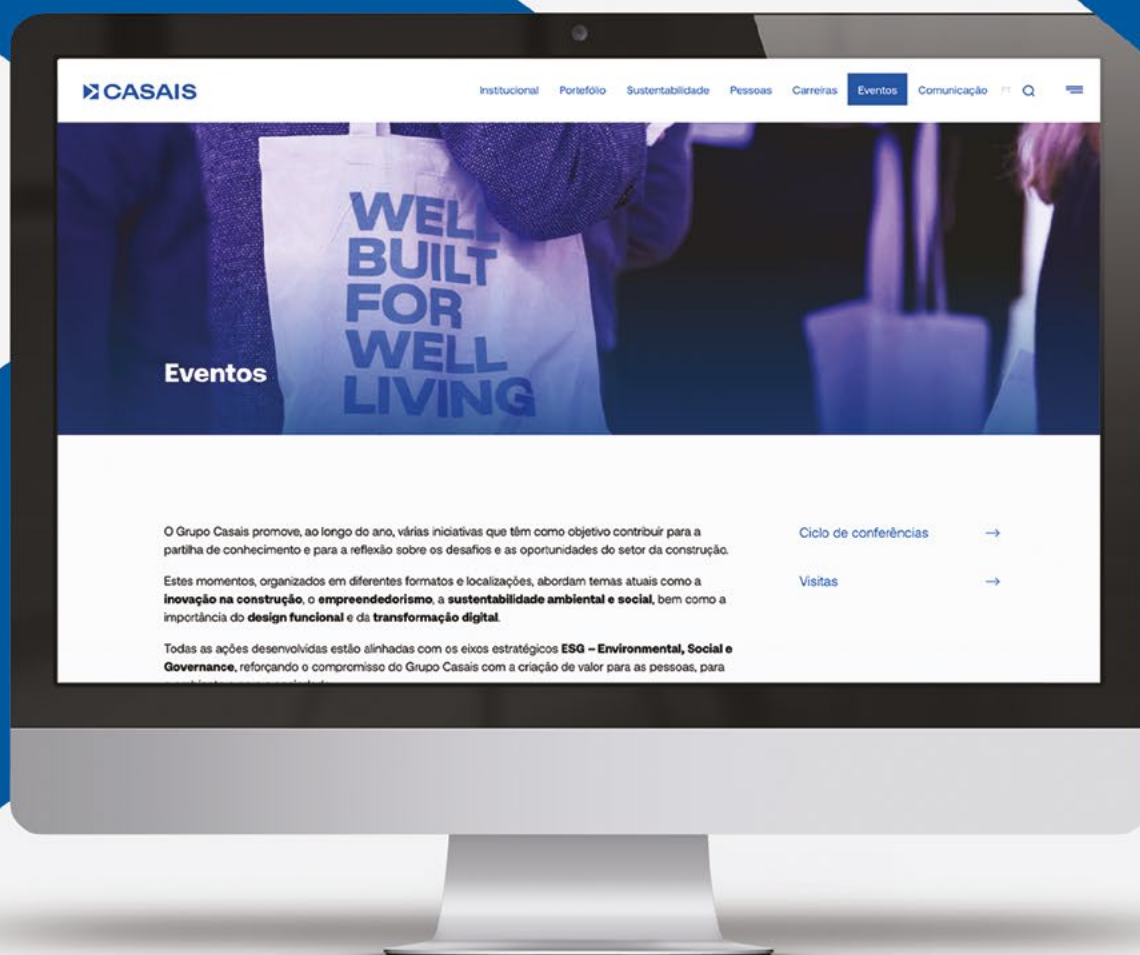 CASAIS
Institucional Portefólio Sustentabilidade Pessoas Carreiras Eventos Comunicação PT
WELL
BUILT
FOR
WELL
LIVING
Eventos
O Grupo Casais promove, ao longo do ano, várias iniciativas que têm como objetivo contribuir para a
partilha de conhecimento e para a reflexão sobre os desafios e as oportunidades do setor da construção.
Estes momentos, organizados em diferentes formatos e localizações, abordam temas atuais como a
inovação na construção, o empreendedorismo, a sustentabilidade ambiental e social, bem como a
importância do design funcional e da transformação digital.
Todas as ações desenvolvidas estão alinhadas com os eixos estratégicos ESG – Environmental, Social e
Governance, reforçando o compromisso do Grupo Casais com a criação de valor para as pessoas, para
Ciclo de conferências
Visitas